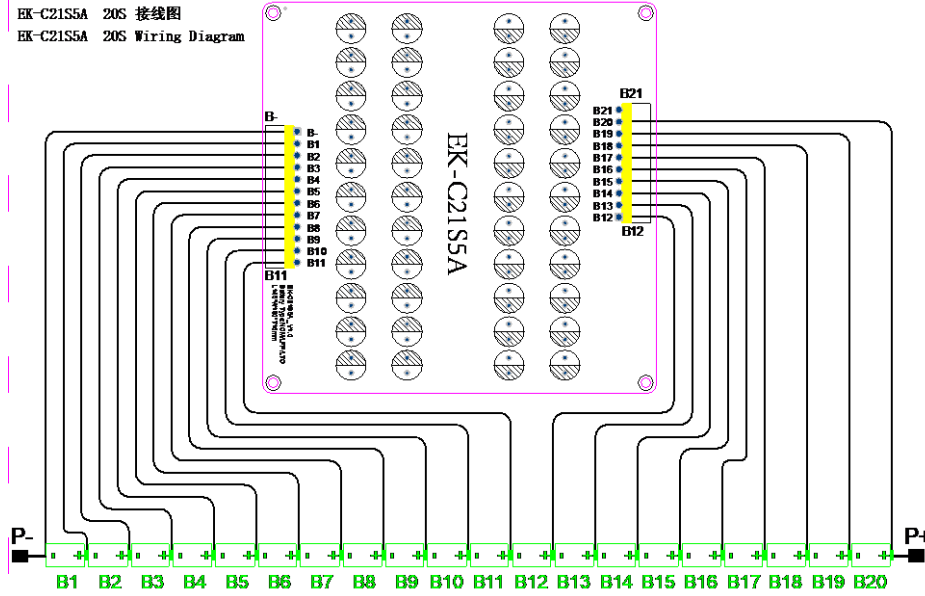 EK-C21S5A 20S 接线图
EK-C21S5A 20S Wiring Diagram
B-
B-
B1
B2
B3
B4
B5
B6
B7
B8
B9
B10
B11
B11
EK-C21S5A
B21
B21
B20
B19
B18
B17
B16
B15
B14
B13
B12
B12
P-
P+
B1 B2 B3 B4 B5 B6 B7 B8 B9 B10 B11 B12 B13 B14 B15 B16 B17 B18 B19 B20